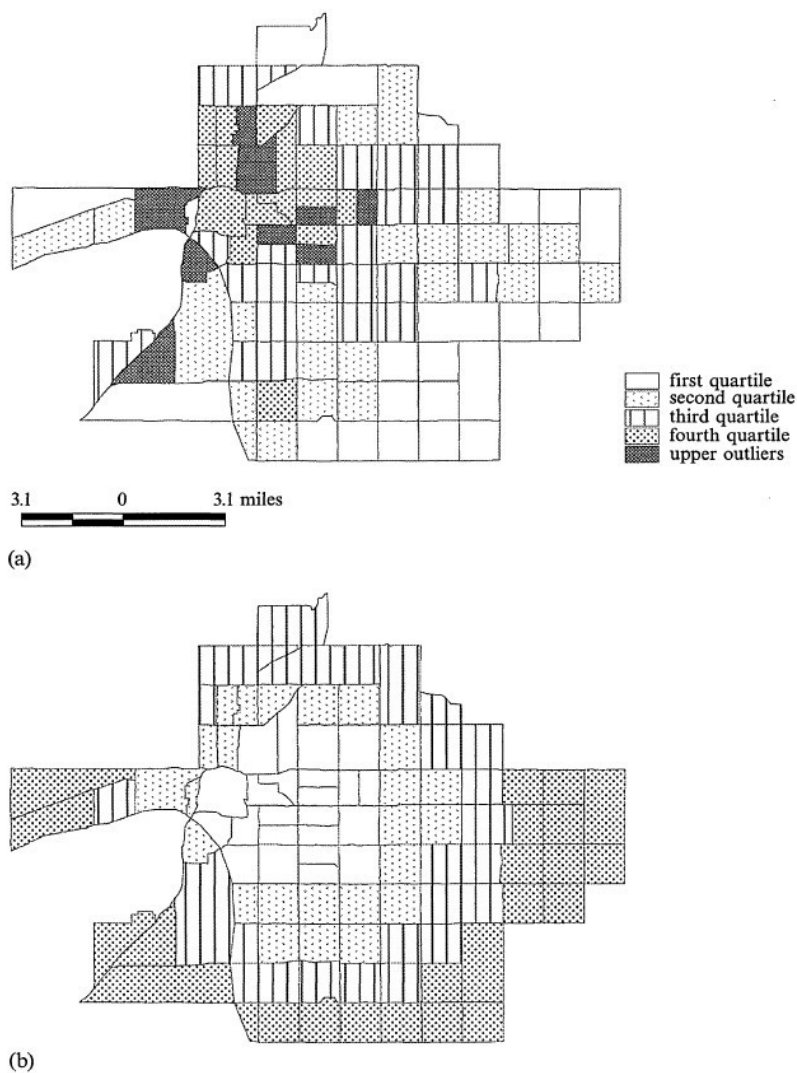 first quartile
second quartile
third quartile
fourth quartile
upper outliers
3.1 0 3.1 miles
(a)
(b)